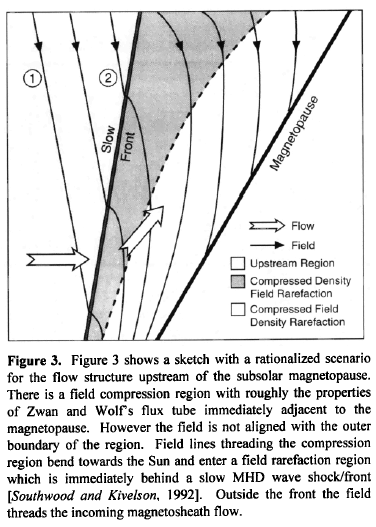 1
2
Slow
Front
Magnetopause
Flow
Field
Upstream Region
Compressed Density
Field Rarefaction
Compressed Field
Density Rarefaction
Figure 3. Figure 3 shows a sketch with a rationalized scenario
for the flow structure upstream of the subsolar magnetopause.
There is a field compression region with roughly the properties
of Zwan and Wolf's flux tube immediately adjacent to the
magnetopause. However the field is not aligned with the outer
boundary of the region. Field lines threading the compression
region bend towards the Sun and enter a field rarefaction region
which is immediately behind a slow MHD wave shock/front
[Southwood and Kivelson, 1992]. Outside the front the field
threads the incoming magnetosheath flow.